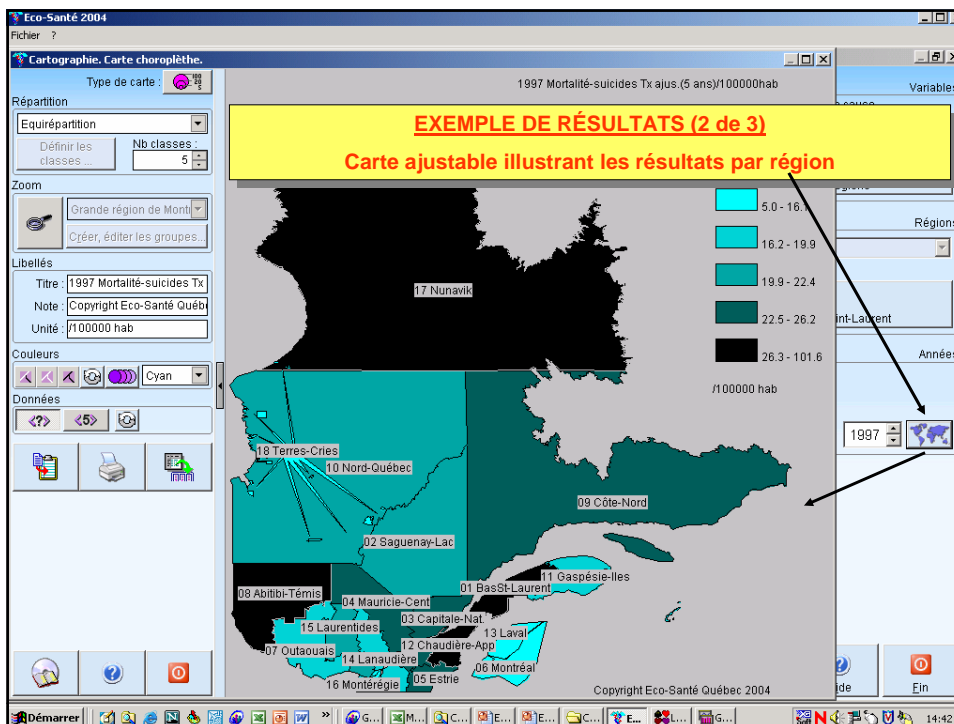 Eco-Santé 2004
Fichier ?
Cartographie. Carte choroplèthe.
Type de carte :
Répartition
Equirépartition
Définir les
classes ...
Nb classes :
5
Zoom
Grande région de Montr
Créer, éditer les groupes...
Libellés
Titre : 1997 Mortalité-suicides Tx
Note : Copyright Eco-Santé Québ
Unité : /100000 hab
Couleurs
Cyan
Données
<?> <5>
1997 Mortalité-suicides Tx ajus.(5 ans)/100000hab
EXEMPLE DE RÉSULTATS (2 de 3)
Carte ajustable illustrant les résultats par région
5.0 - 16.1
16.2 - 19.9
19.9 - 22.4
22.5 - 26.2
26.3 - 101.6
/100000 hab
17 Nunavik
18 Terres-Cries
10 Nord-Québec
09 Côte-Nord
02 Saguenay-Lac
11 Gaspésie-Iles
01 BasSt-Laurent
08 Abitibi-Témis
04 Mauricie-Cent
03 Capitale-Nat.
15 Laurentides
13 Laval
12 Chaudière-App
07 Outaouais
14 Lanaudière
06 Montréal
05 Estrie
16 Montérégie
Copyright Eco-Santé Québec 2004
Variables
Régions
int-Laurent
Années
1997
ide
Fin
Démarrer
G...
M...
C...
E...
E...
C...
E...
L...
G...
14:42